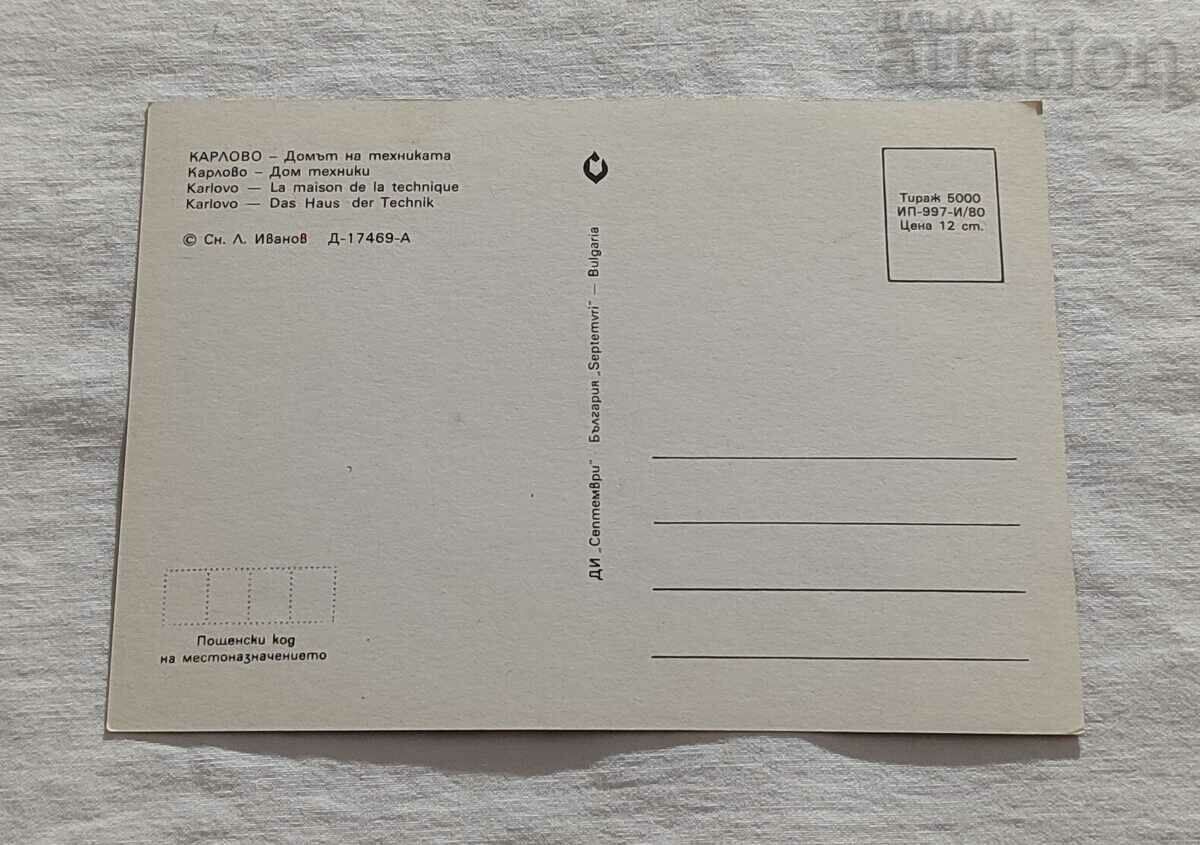 BALKAN
auction
КАРЛОВО – Домът на техниката
Карлово – Дом техники
Karlovo — La maison de la technique
Karlovo — Das Haus der Technik
© Сн. Л. Иванов Д-17469-А
Тираж 5000
ИП-997-И/80
Цена 12 ст.
ДИ „Септември" България „Septemvri" — Bulgaria
Пощенски код
на местоназначението